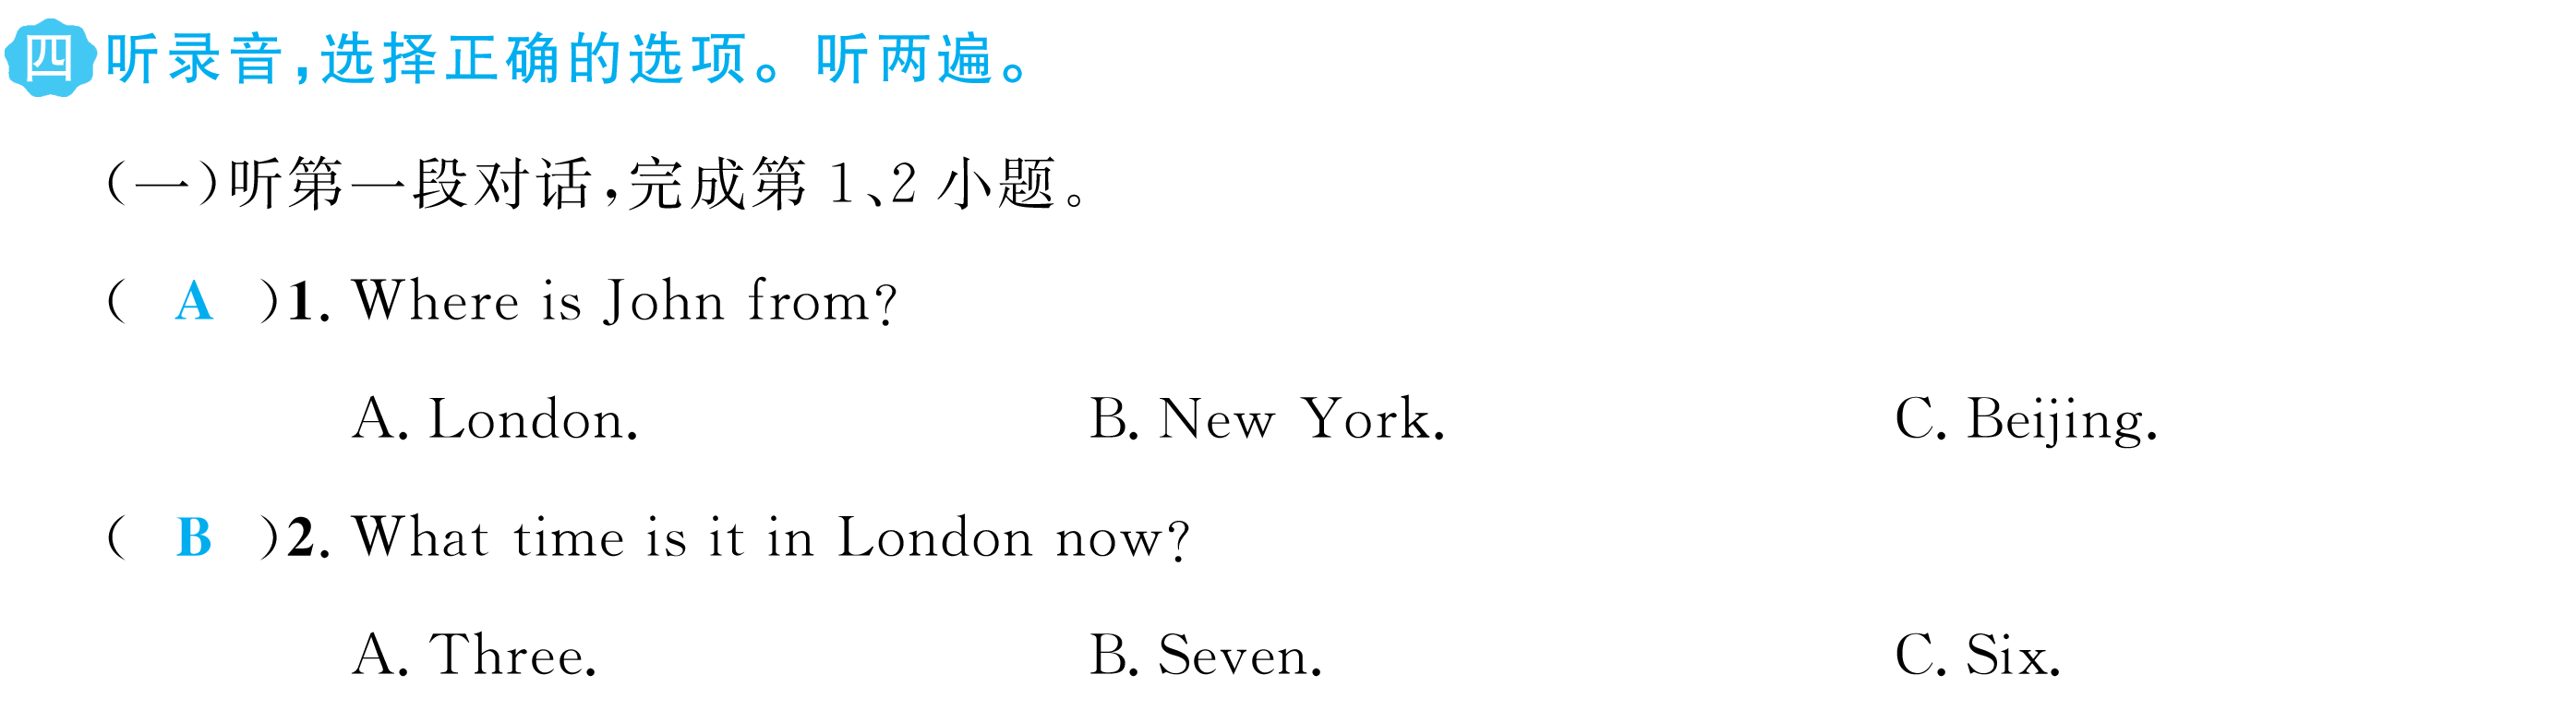 四 听录音,选择正确的选项。听两遍。
(一)听第一段对话,完成第 1、2 小题。
( A )1. Where is John from?
A. London. B. New York. C. Beijing.
( B )2. What time is it in London now?
A. Three. B. Seven. C. Six.